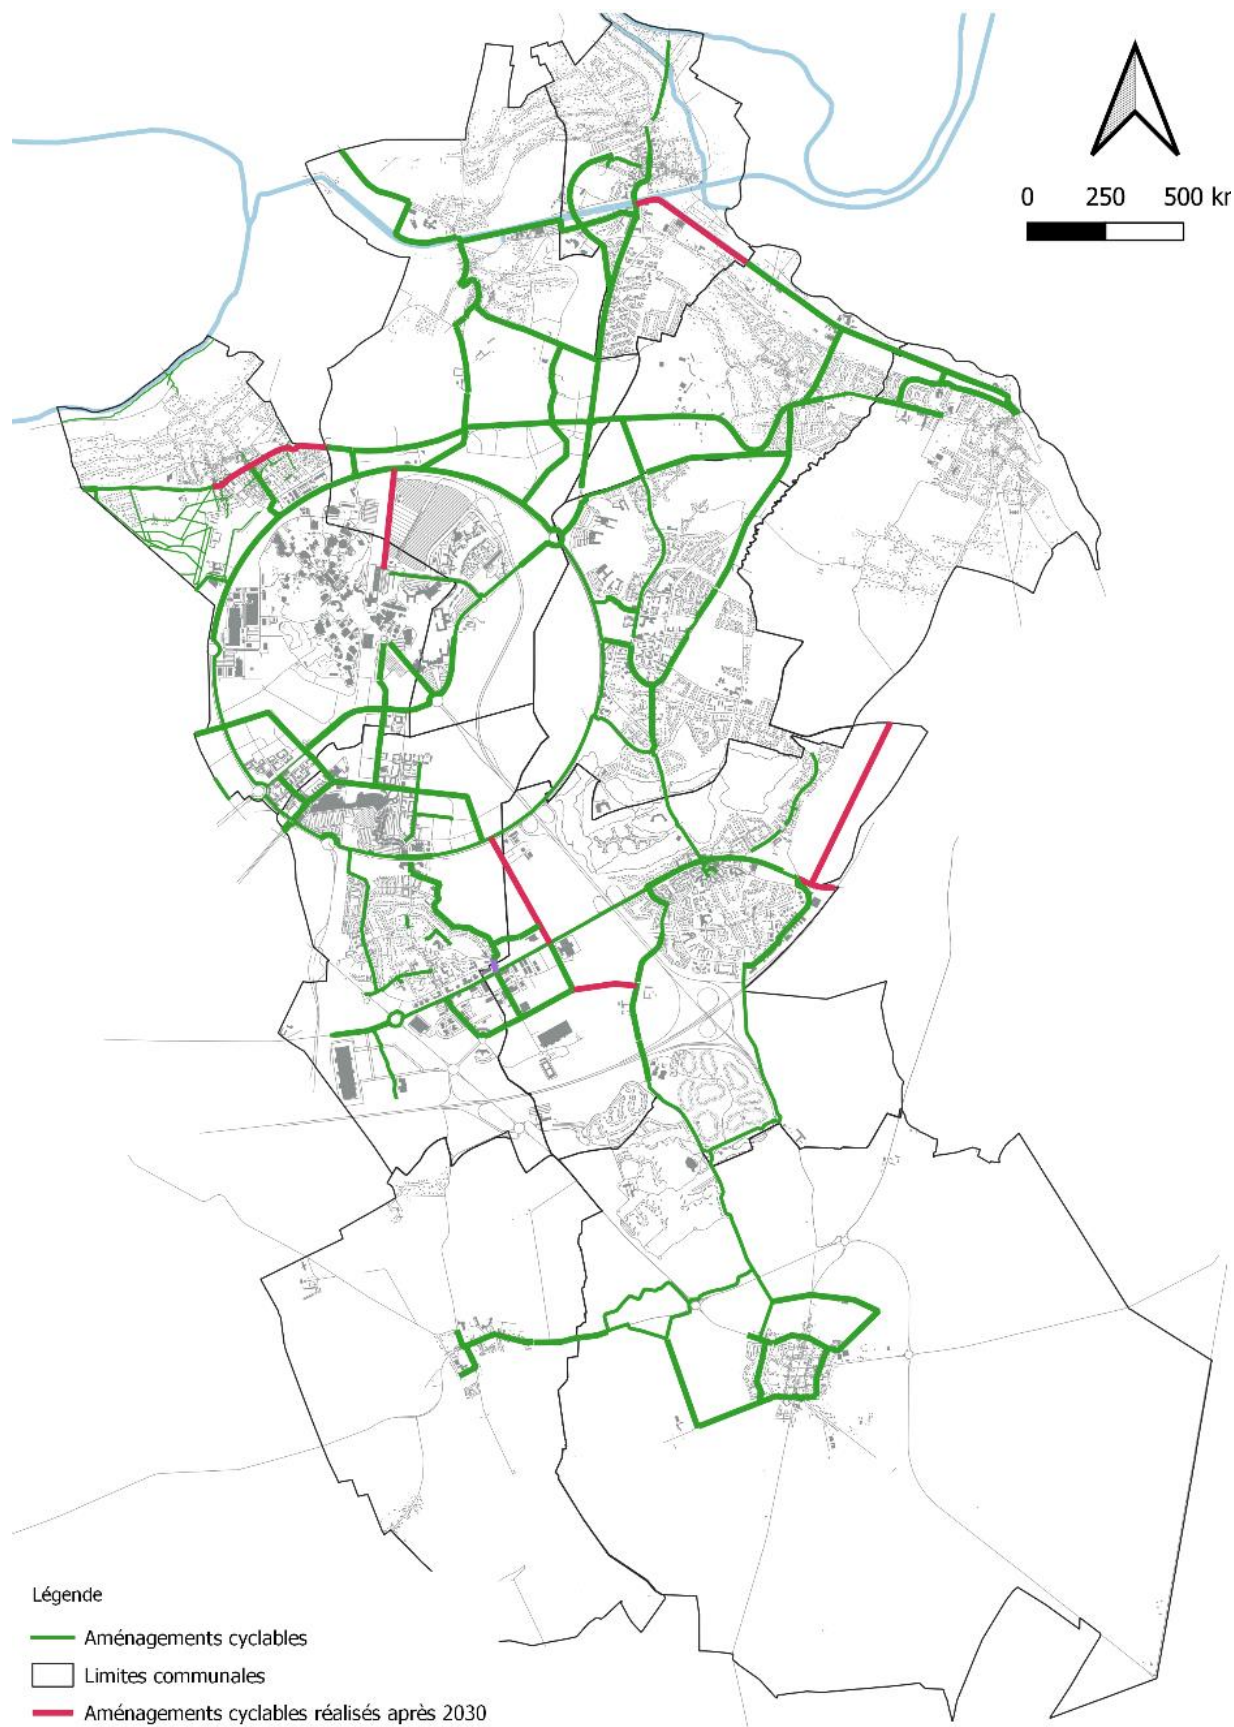 0 250 500 kr
Légende
Aménagements cyclables
Limites communales
Aménagements cyclables réalisés après 2030